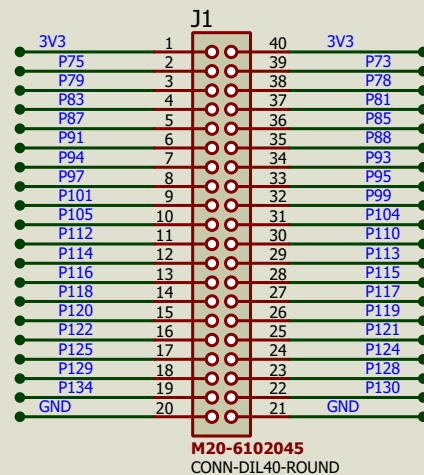 J1
3V3 1 40 3V3
P75 2 39 P73
P79 3 38 P78
P83 4 37 P81
P87 5 36 P85
P91 6 35 P88
P94 7 34 P93
P97 8 33 P95
P101 9 32 P99
P105 10 31 P104
P112 11 30 P110
P114 12 29 P113
P116 13 28 P115
P118 14 27 P117
P120 15 26 P119
P122 16 25 P121
P125 17 24 P124
P129 18 23 P128
P134 19 22 P130
GND 20 21 GND
M20-6102045
CONN-DIL40-ROUND